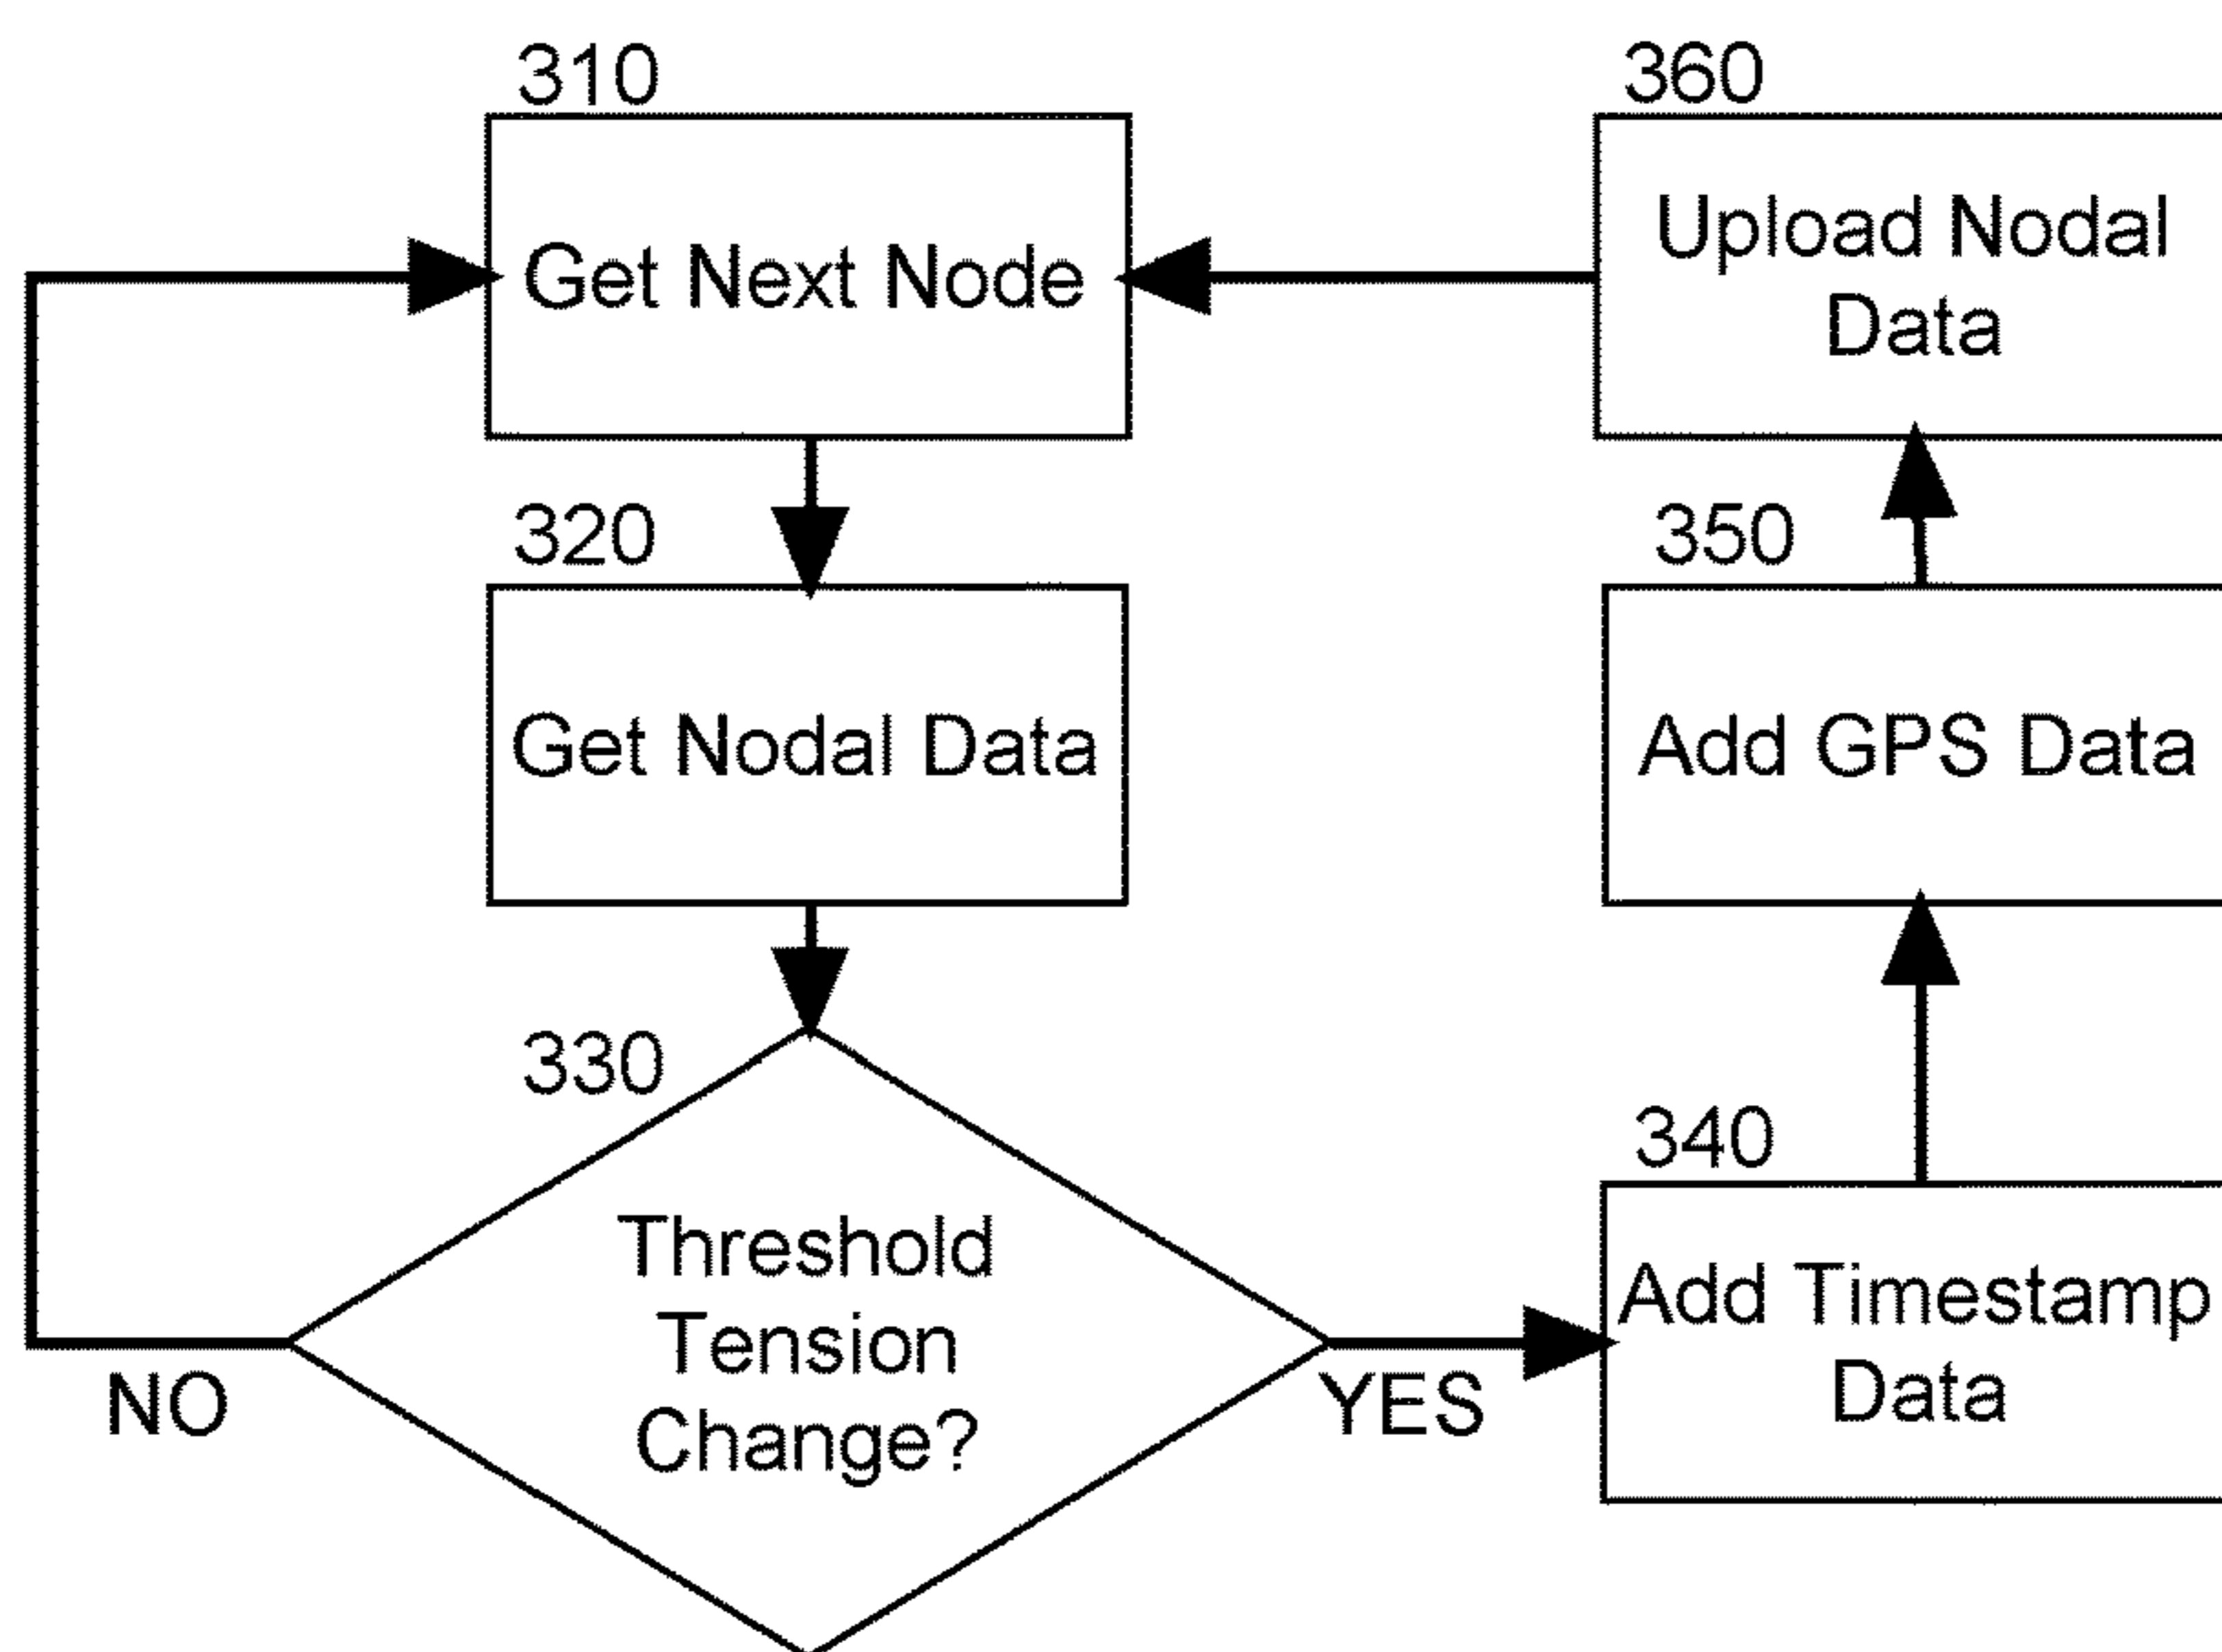 310
Get Next Node
320
Get Nodal Data
330
Threshold
Tension
Change?
NO
YES
340
Add Timestamp
Data
350
Add GPS Data
360
Upload Nodal
Data